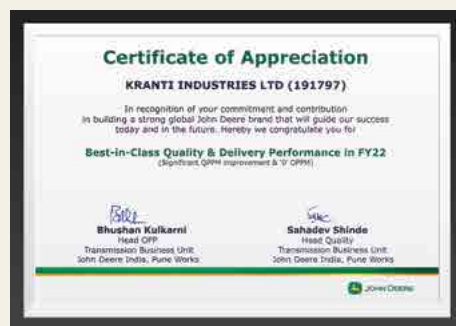 Certificate of Appreciation
KRANTI INDUSTRIES LTD (191797)
In recognition of your commitment and contribution
in building a strong global John Deere brand that will guide our success
today and in the future. Hereby we congratulate you for
Best-in-Class Quality & Delivery Performance in FY22
(Significant QPPM improvement & '0' OPPM)
Bhushan Kulkarni
Head OFP
Transmission Business Unit
John Deere India, Pune Works
Sahadev Shinde
Head Quality
Transmission Business Unit
John Deere India, Pune Works
JOHN DEERE